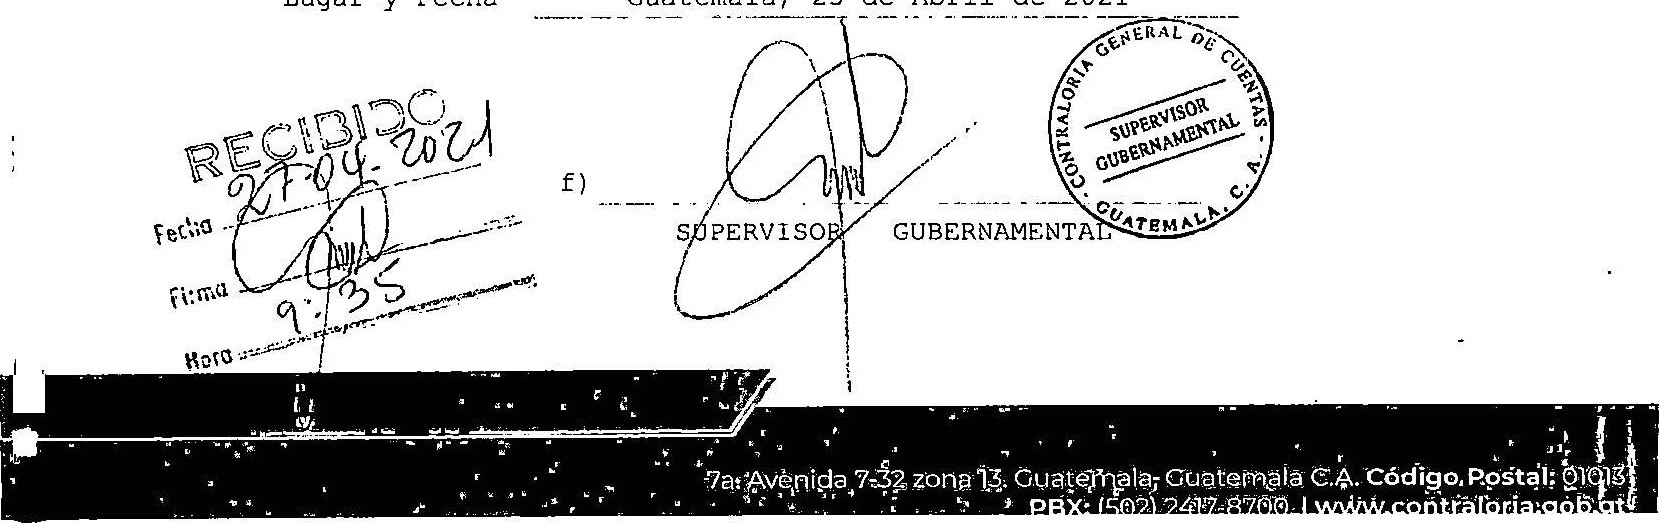 Lugar y Fecha Guatemala, 23 de Abril de 2021
RECIBIDO
27-04-2021
Fecha
Firma
9:35
Hora
f)
SUPERVISOR GUBERNAMENTAL
CONTRALORIA GENERAL DE CUENTAS
SUPERVISOR
GUBERNAMENTAL
GUATEMALA, C. A.
7a. Avenida 7-32 zona 13. Guatemala, Guatemala C.A. Código Postal: 01013
PBX: (502) 2417-8700 | www.contraloria.gob.gt